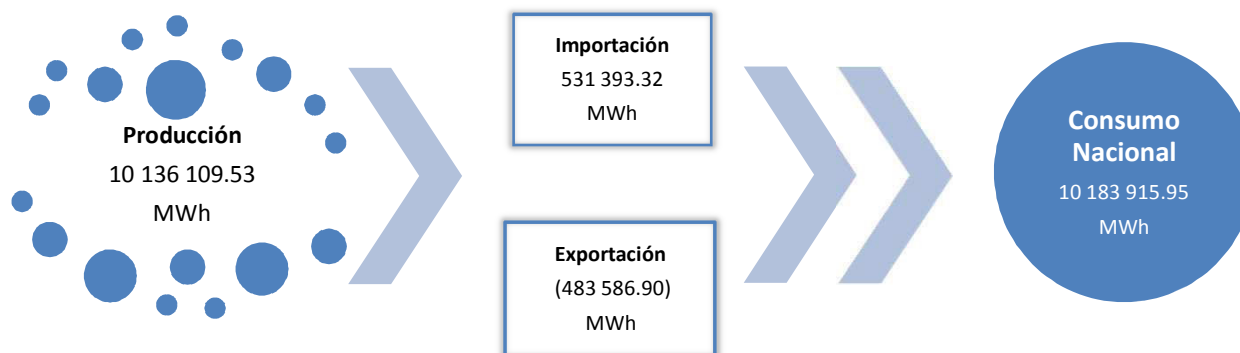 Producción
10 136 109.53
MWh
Importación
531 393.32
MWh
Exportación
(483 586.90)
MWh
Consumo
Nacional
10 183 915.95
MWh